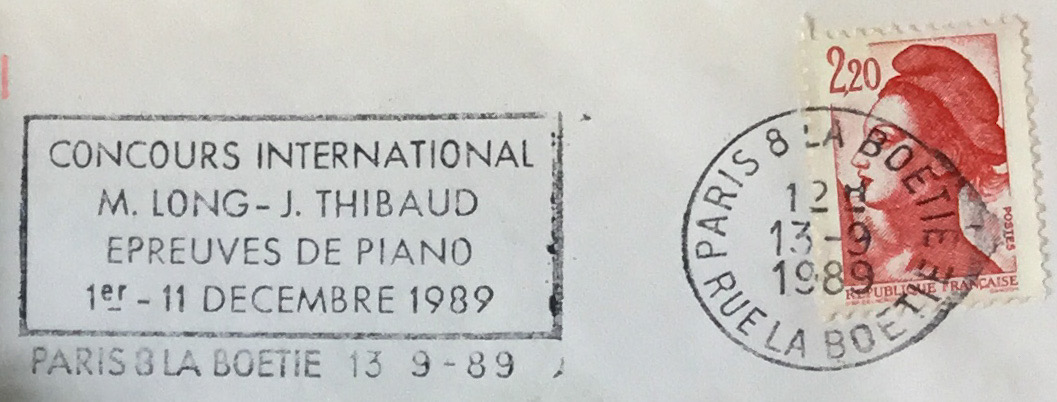 CONCOURS INTERNATIONAL
M. LONG - J. THIBAUD
EPREUVES DE PIANO
1er - 11 DECEMBRE 1989
PARIS 8 LA BOETIE 13 9 - 89
2,20
POSTES
REPUBLIQUE FRANÇAISE
PARIS 8 LA BOETIE
12 H
13 - 9
1989
RUE LA BOETIE